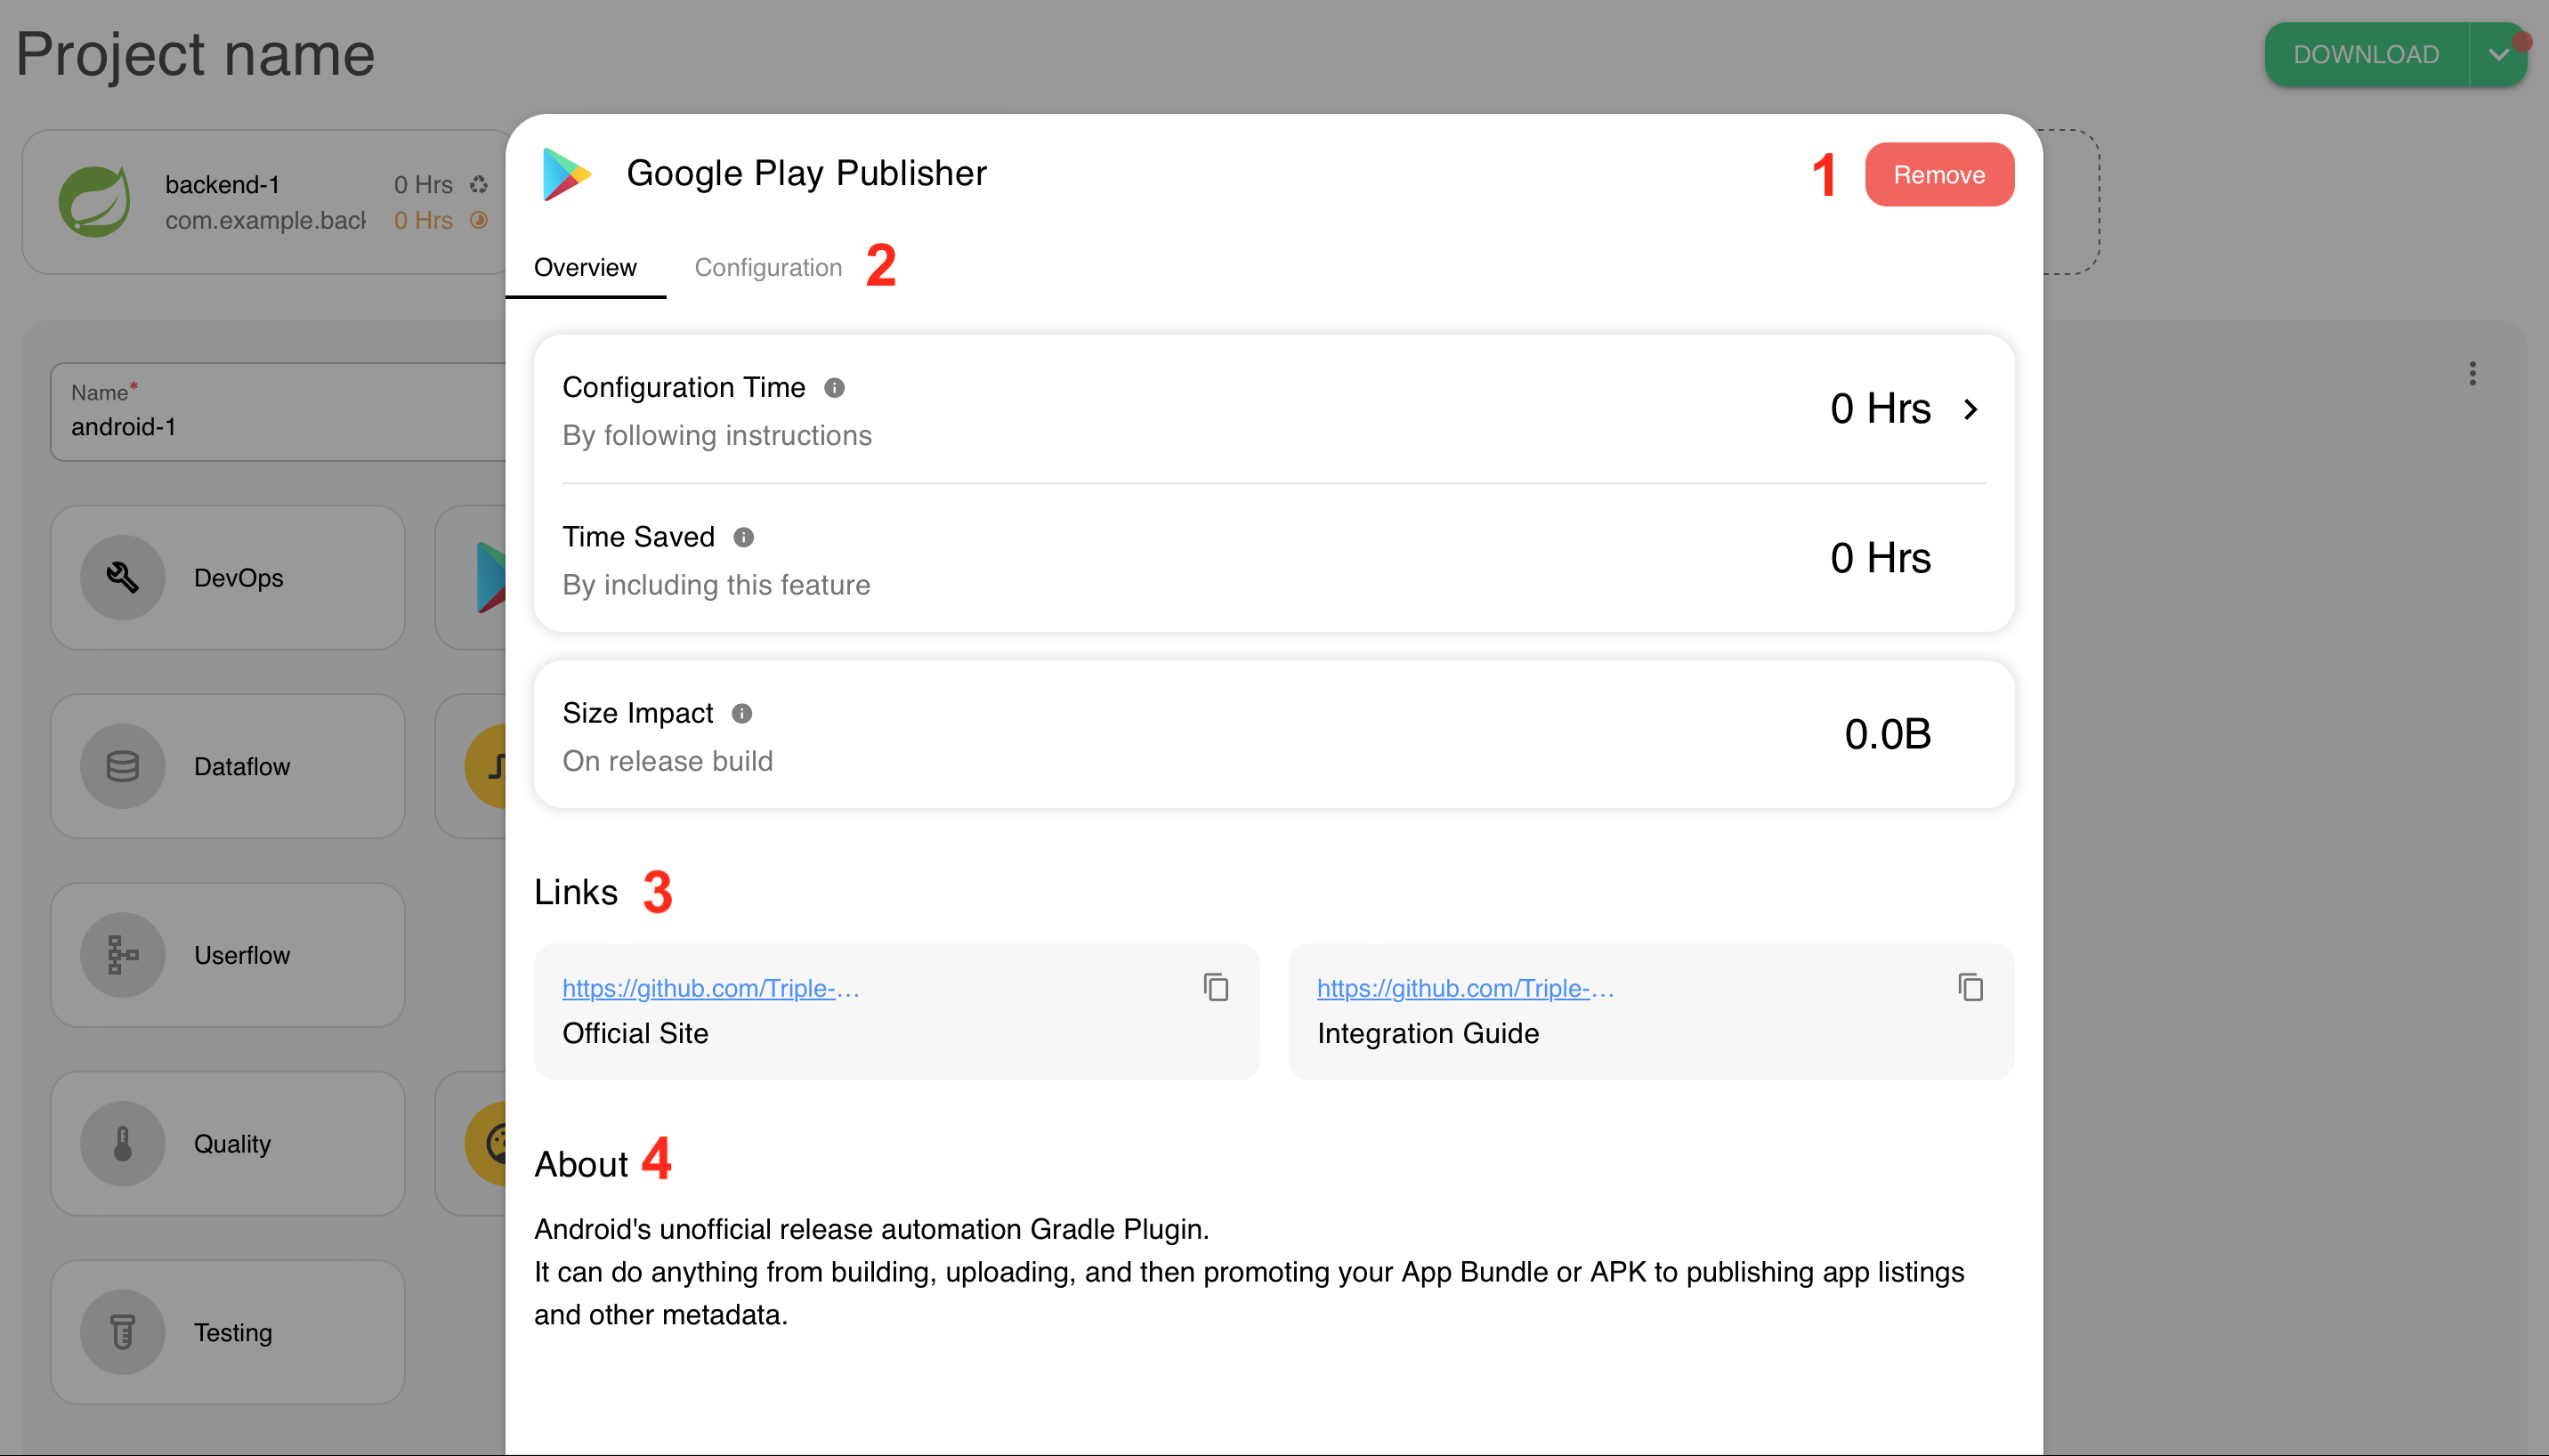 Project name
DOWNLOAD
backend-1
0 Hrs
com.example.back
0 Hrs
Google Play Publisher
1
Remove
Overview
Configuration
2
Name*
android-1
Configuration Time
By following instructions
0 Hrs
Time Saved
By including this feature
0 Hrs
DevOps
Size Impact
On release build
0.0B
Dataflow
Links
3
Userflow
https://github.com/Triple-...
Official Site
https://github.com/Triple-...
Integration Guide
Quality
About
4
Android's unofficial release automation Gradle Plugin.
It can do anything from building, uploading, and then promoting your App Bundle or APK to publishing app listings
and other metadata.
Testing